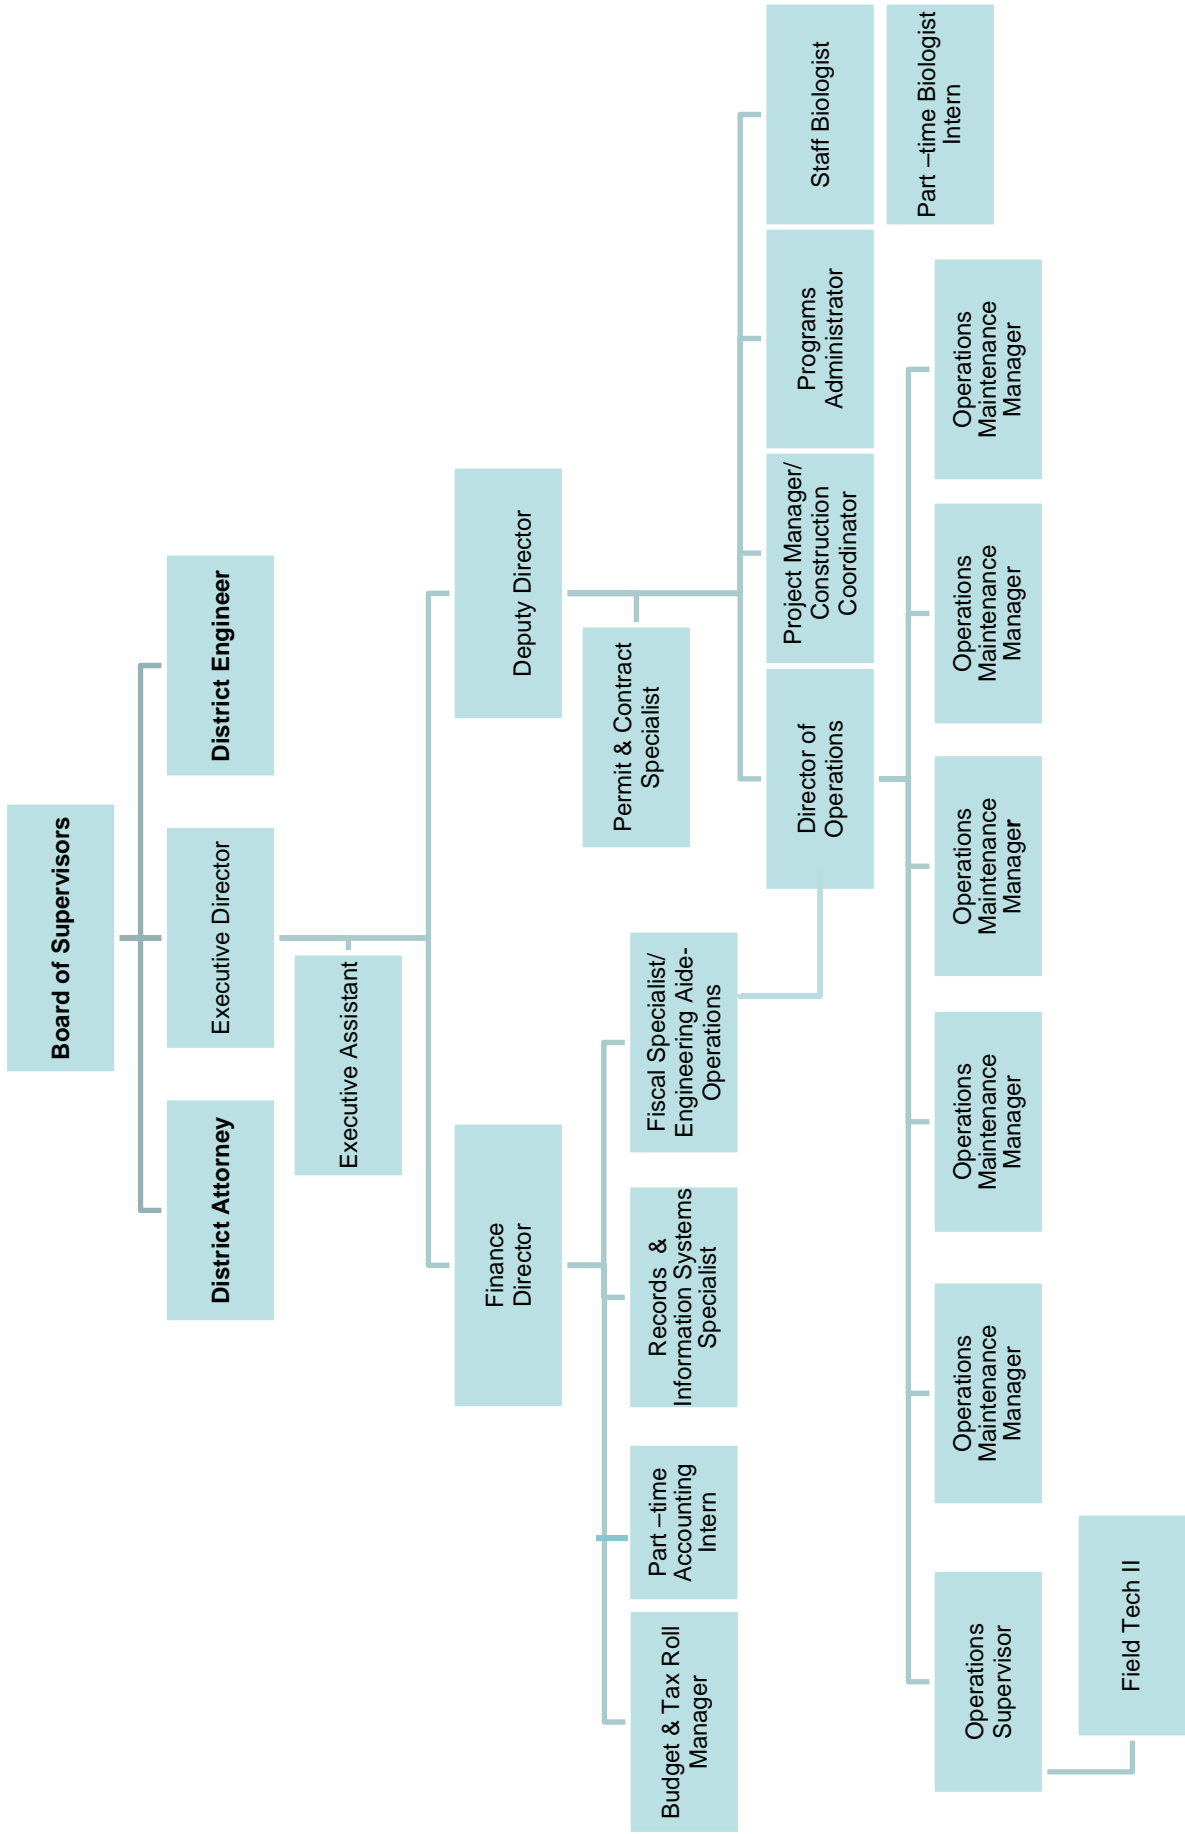 Board of Supervisors
District Attorney
Executive Director
District Engineer
Executive Assistant
Finance
Director
Deputy Director
Permit & Contract
Specialist
Budget & Tax Roll
Manager
Part –time
Accounting
Intern
Records &
Information Systems
Specialist
Fiscal Specialist/
Engineering Aide-
Operations
Director of
Operations
Project Manager/
Construction
Coordinator
Programs
Administrator
Staff Biologist
Part –time Biologist
Intern
Operations
Supervisor
Operations
Maintenance
Manager
Operations
Maintenance
Manager
Operations
Maintenance
Manager
Operations
Maintenance
Manager
Operations
Maintenance
Manager
Field Tech II